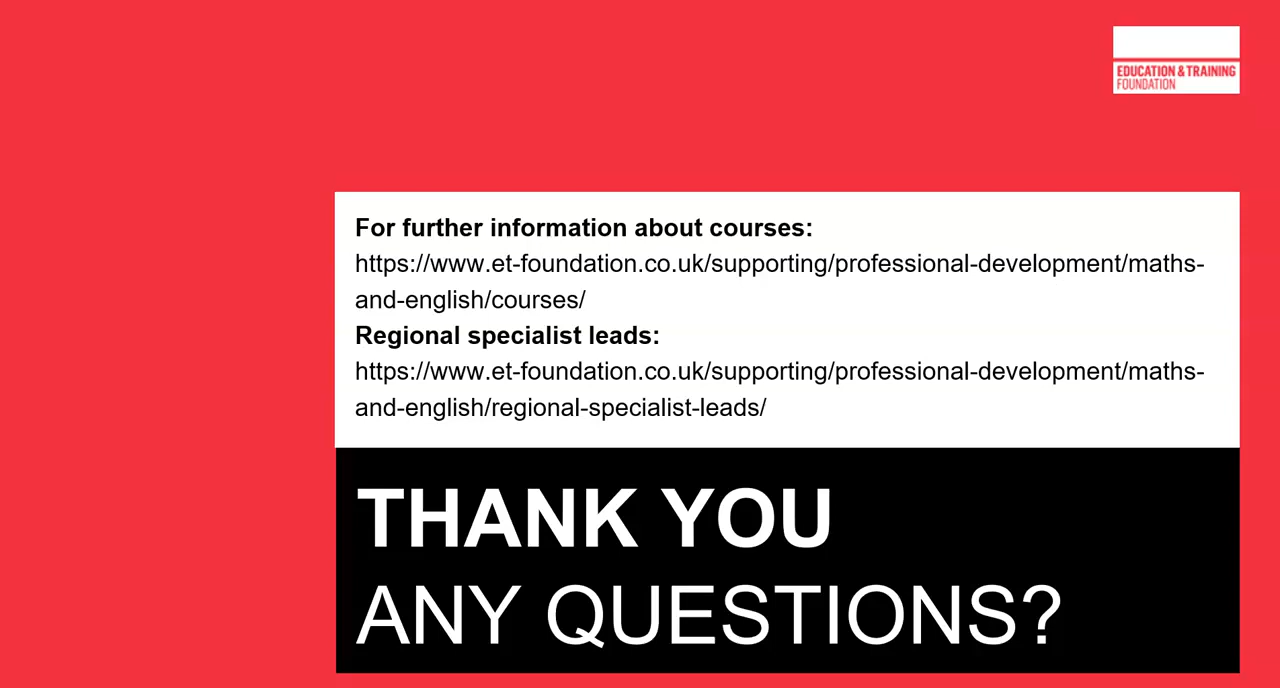 EDUCATION & TRAINING
FOUNDATION
For further information about courses:
https://www.et-foundation.co.uk/supporting/professional-development/maths-
and-english/courses/
Regional specialist leads:
https://www.et-foundation.co.uk/supporting/professional-development/maths-
and-english/regional-specialist-leads/
THANK YOU
ANY QUESTIONS?